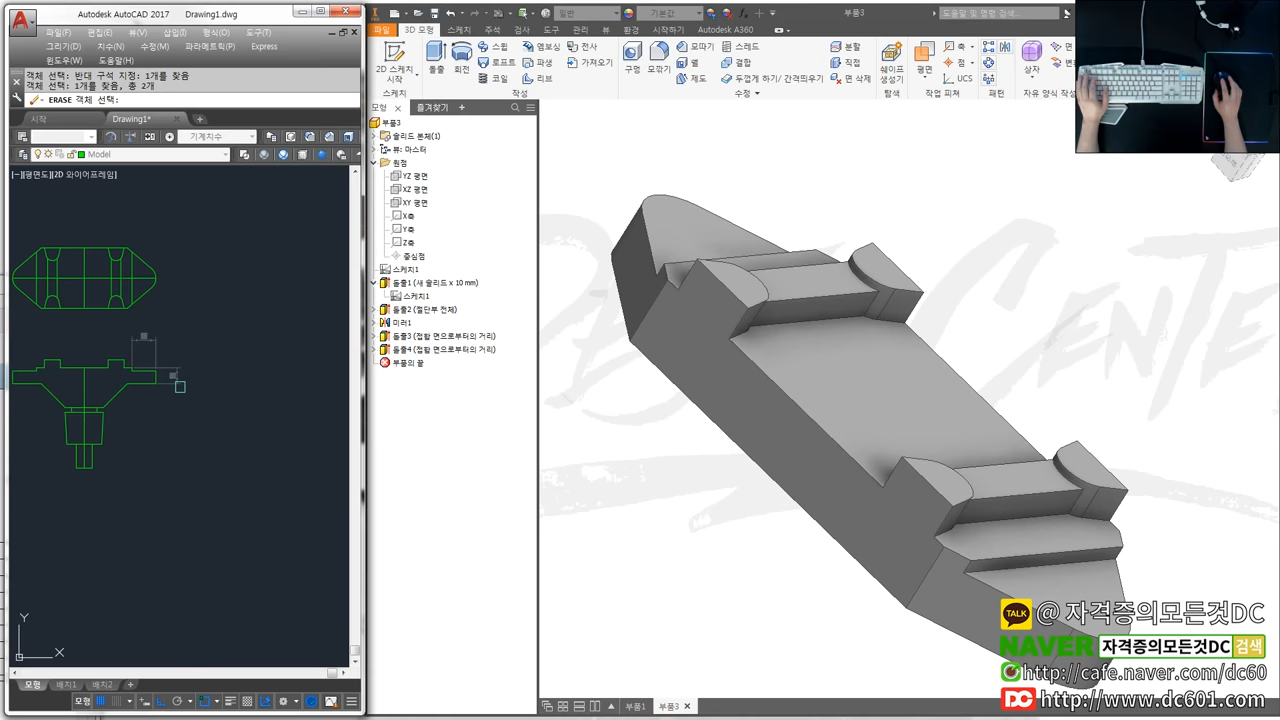 Autodesk AutoCAD 2017 Drawing1.dwg
파일(F) 편집(E) 뷰(V) 삽입(I) 형식(O) 도구(T)
그리기(D) 치수(N) 수정(M) 파라메트릭(P) Express
윈도우(W) 도움말(H)
객체 선택: 반대 구석 지정: 1개를 찾음
객체 선택: 1개를 찾음, 총 2개
ERASE 객체 선택:
시작 Drawing1*
기계치수
Model
[−][평면도][2D 와이어프레임]
Y
X
모형 배치1 배치2
모형
일반 기본값 부품3 도움말 및 명령 검색...
파일 3D 모형 스케치 주석 검사 도구 관리 뷰 환경 시작하기 Autodesk A360
2D 스케치 시작 돌출 회전 스윕 엠보싱 전사
로프트 파생 가져오기
코일 리브
작성
구멍 모깎기 모따기 스레드 분할
쉘 결합 직접
제도 두껍게 하기/ 간격띄우기 면 삭제
수정
쉐이프 생성기
탐색
평면 축 점 UCS
작업 피쳐
패턴
상자 면
변환
자유 양식 작성
모형 즐겨찾기
부품3
솔리드 본체(1)
뷰: 마스터
원점
YZ 평면
XZ 평면
XY 평면
X축
Y축
Z축
중심점
스케치1
돌출1 (새 솔리드 x 10 mm)
스케치1
돌출2 (절단부 전체)
미러1
돌출3 (접합 면으로부터의 거리)
돌출4 (접합 면으로부터의 거리)
부품의 끝
TALK @ 자격증의모든것DC
NAVER 자격증의모든것DC 검색
http://cafe.naver.com/dc60
DC http://www.dc601.com
부품1 부품3